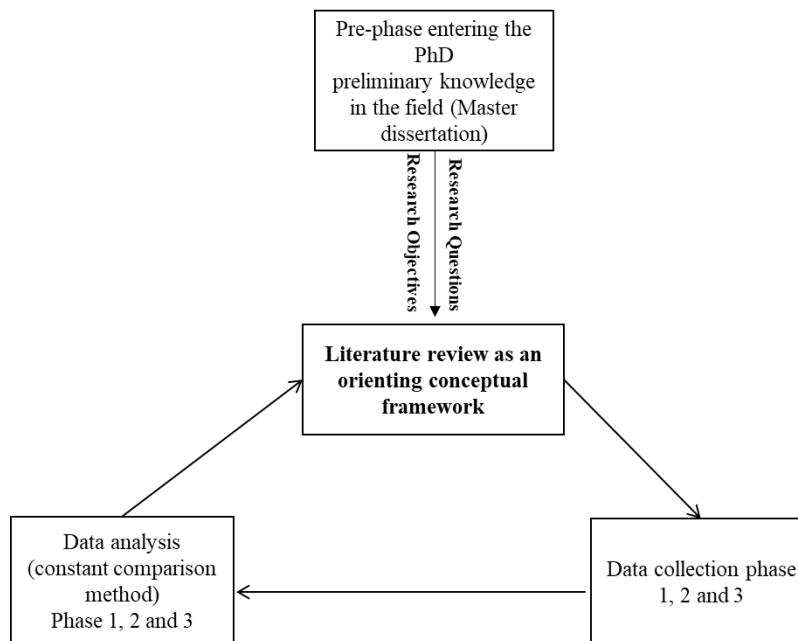 Pre-phase entering the
PhD
preliminary knowledge
in the field (Master
dissertation)
Research Objectives
Research Questions
Literature review as an
orienting conceptual
framework
Data analysis
(constant comparison
method)
Phase 1, 2 and 3
Data collection phase
1, 2 and 3